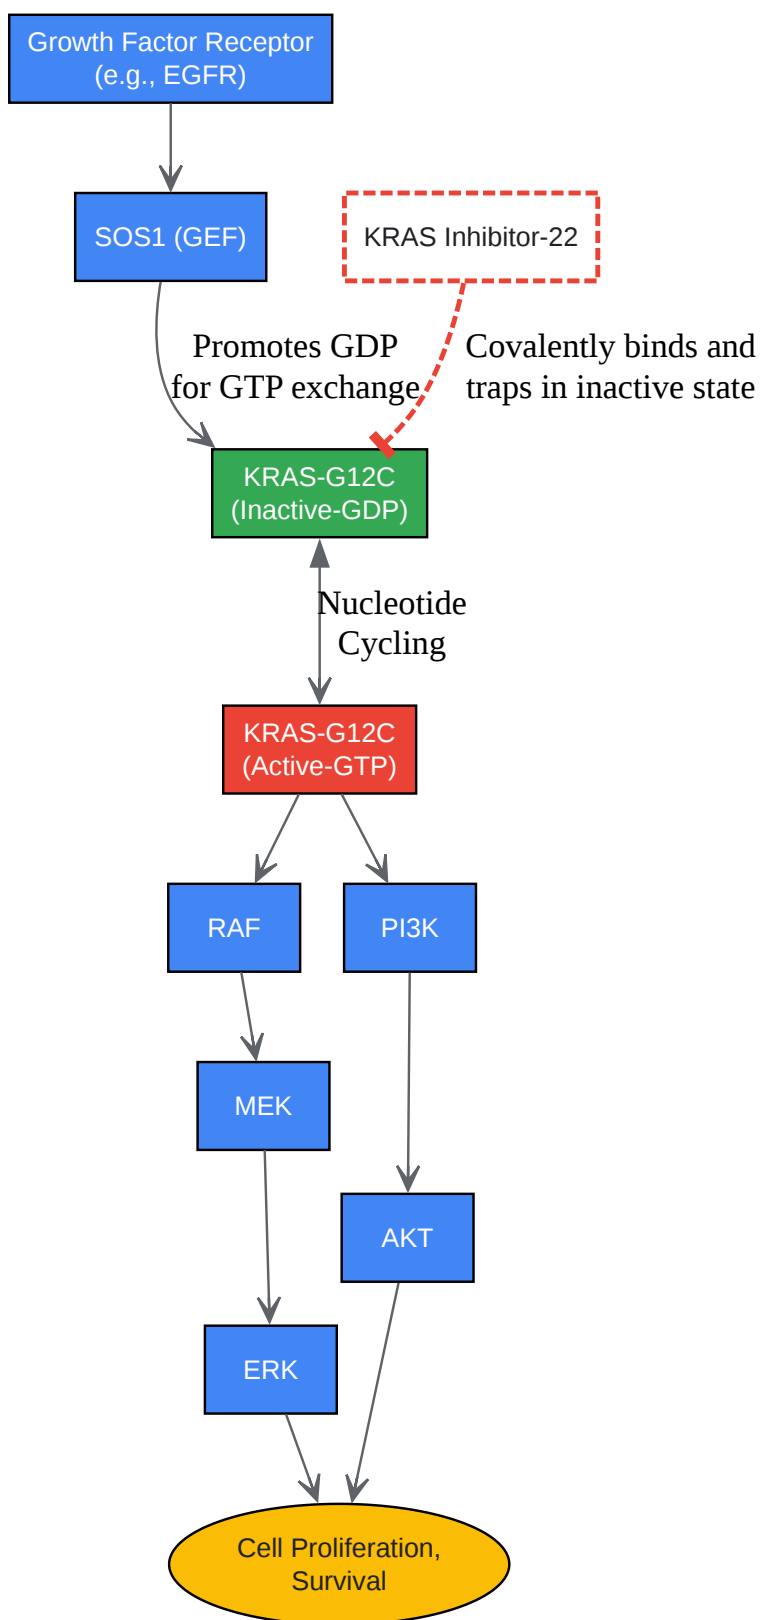 Growth Factor Receptor
(e.g., EGFR)
SOS1 (GEF)
KRAS Inhibitor-22
Promotes GDP
for GTP exchange
Covalently binds and
traps in inactive state
KRAS-G12C
(Inactive-GDP)
Nucleotide
Cycling
KRAS-G12C
(Active-GTP)
RAF
PI3K
MEK
AKT
ERK
Cell Proliferation,
Survival